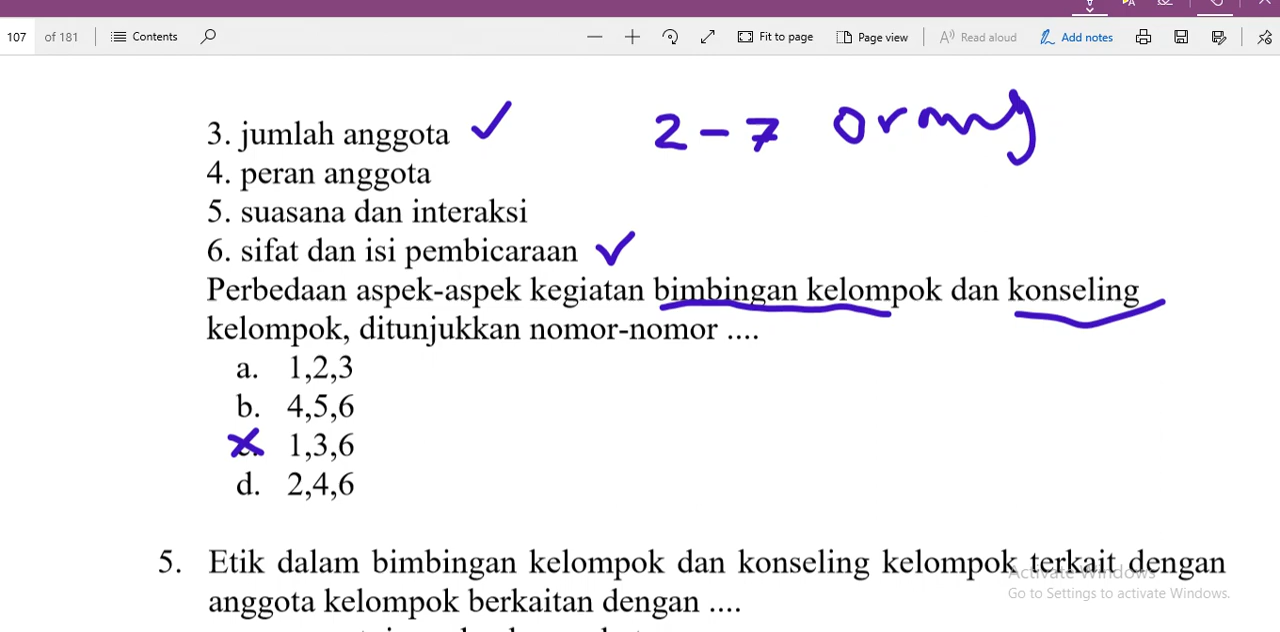 107 of 181 Contents Fit to page Page view Read aloud Add notes
3. jumlah anggota 2 - 7 orang
4. peran anggota
5. suasana dan interaksi
6. sifat dan isi pembicaraan
Perbedaan aspek-aspek kegiatan bimbingan kelompok dan konseling
kelompok, ditunjukkan nomor-nomor ....
a. 1,2,3
b. 4,5,6
1,3,6
d. 2,4,6
5. Etik dalam bimbingan kelompok dan konseling kelompok terkait dengan
Activate Windows
anggota kelompok berkaitan dengan ....
Go to Settings to activate Windows.